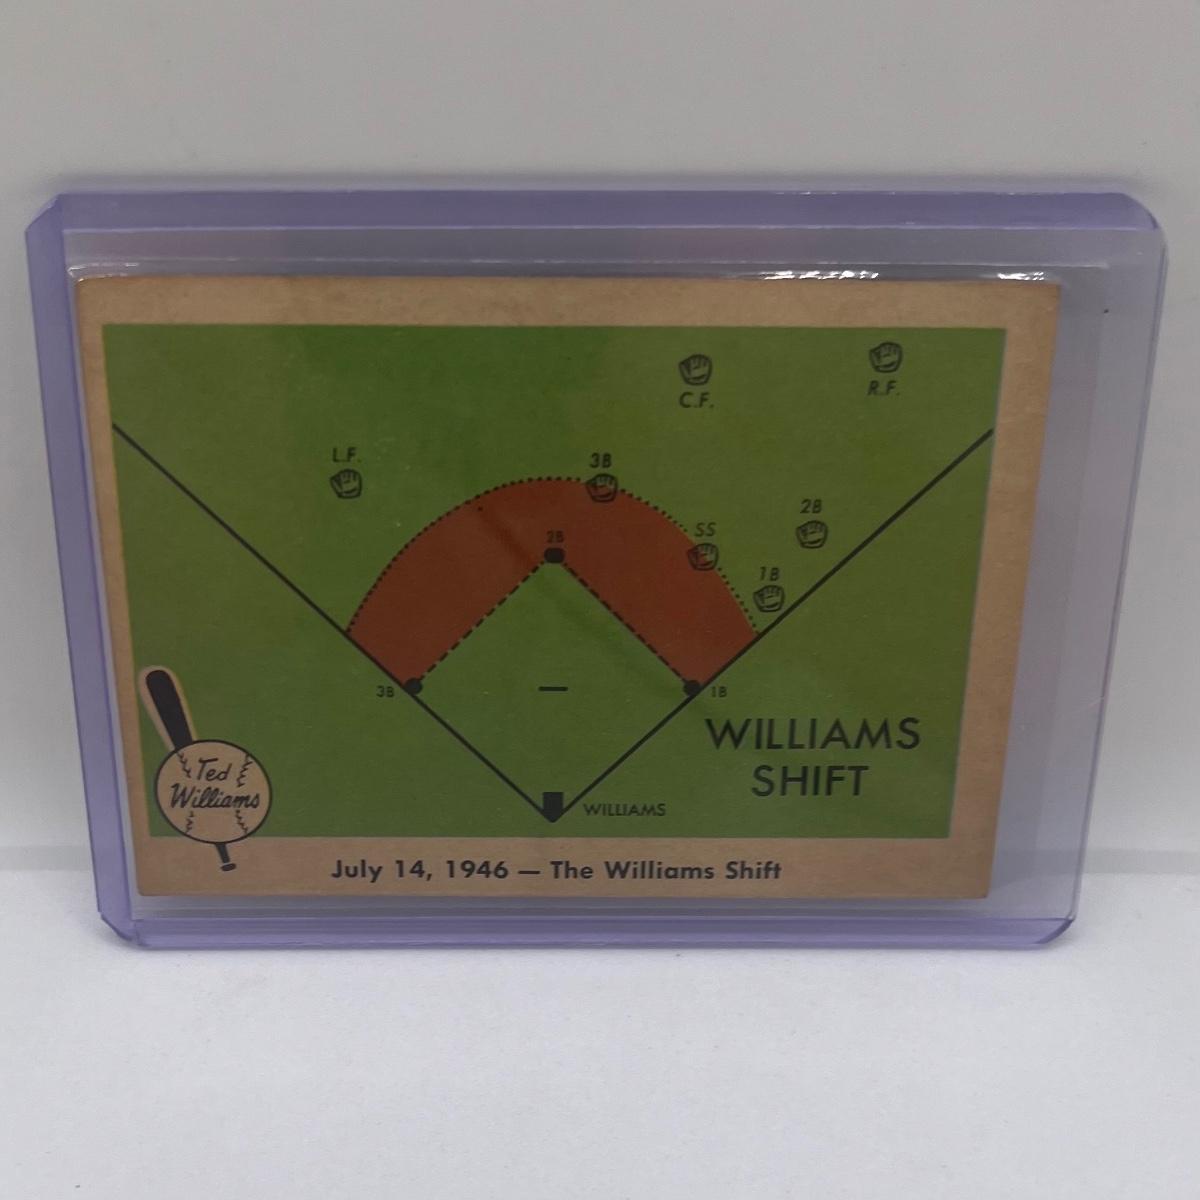 C.F.
R.F.
L.F.
3B
2B
SS
2B
1B
3B
1B
WILLIAMS
SHIFT
Ted
Williams
WILLIAMS
July 14, 1946 — The Williams Shift